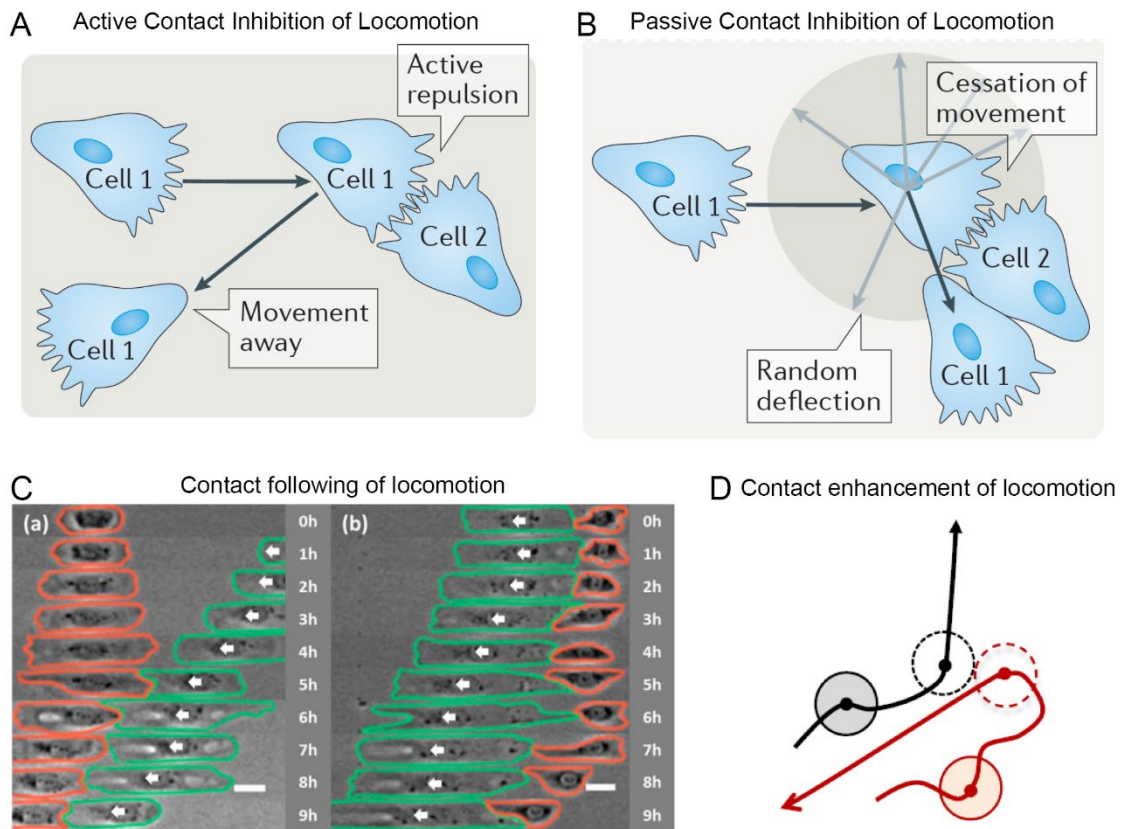 A Active Contact Inhibition of Locomotion
Active
repulsion
Cell 1
Cell 1
Cell 2
Cell 1
Movement
away
B Passive Contact Inhibition of Locomotion
Cessation of
movement
Cell 1
Cell 2
Cell 1
Random
deflection
C Contact following of locomotion
(a)
0h
1h
2h
3h
4h
5h
6h
7h
8h
9h
(b)
0h
1h
2h
3h
4h
5h
6h
7h
8h
9h
D Contact enhancement of locomotion